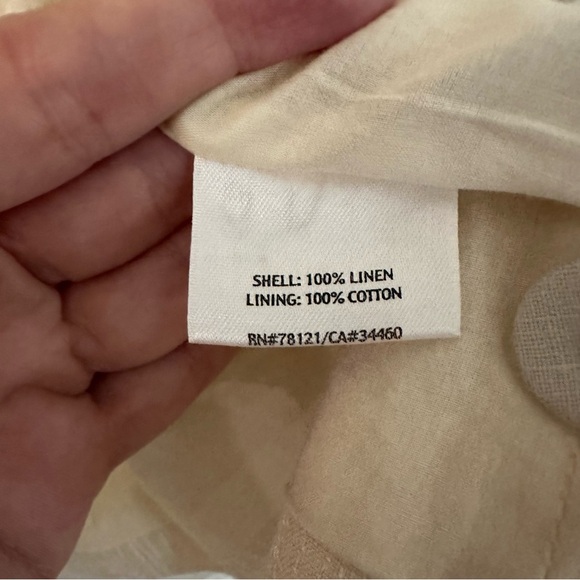 SHELL: 100% LINEN
LINING: 100% COTTON
RN#78121/CA#34460